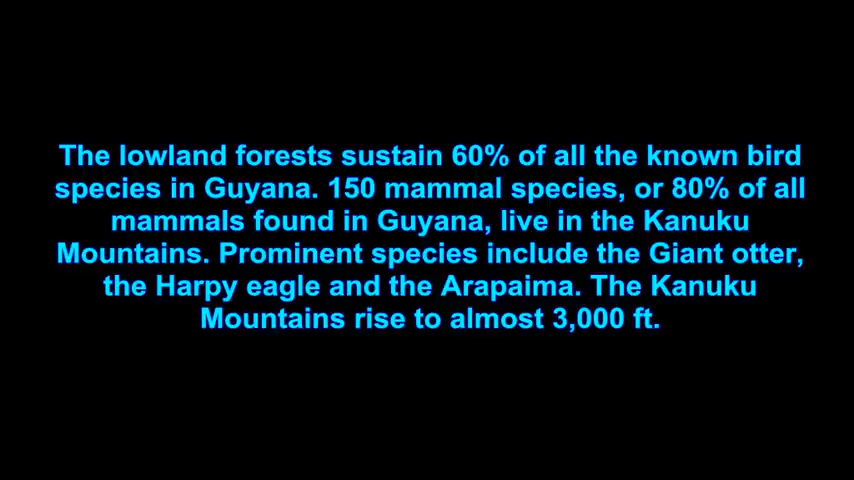 The lowland forests sustain 60% of all the known bird
species in Guyana. 150 mammal species, or 80% of all
mammals found in Guyana, live in the Kanuku
Mountains. Prominent species include the Giant otter,
the Harpy eagle and the Arapaima. The Kanuku
Mountains rise to almost 3,000 ft.